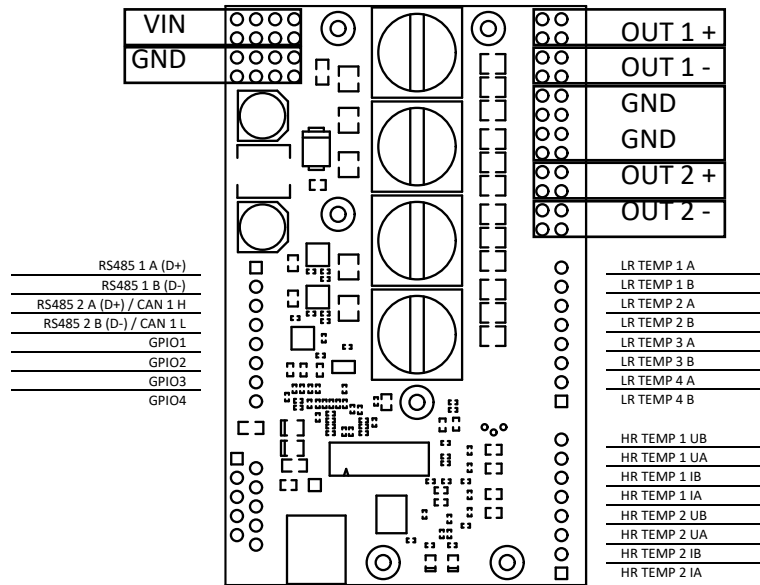 VIN
GND
OUT 1 +
OUT 1 -
GND
GND
OUT 2 +
OUT 2 -
RS485 1 A (D+)
RS485 1 B (D-)
RS485 2 A (D+) / CAN 1 H
RS485 2 B (D-) / CAN 1 L
GPIO1
GPIO2
GPIO3
GPIO4
LR TEMP 1 A
LR TEMP 1 B
LR TEMP 2 A
LR TEMP 2 B
LR TEMP 3 A
LR TEMP 3 B
LR TEMP 4 A
LR TEMP 4 B
HR TEMP 1 UB
HR TEMP 1 UA
HR TEMP 1 IB
HR TEMP 1 IA
HR TEMP 2 UB
HR TEMP 2 UA
HR TEMP 2 IB
HR TEMP 2 IA